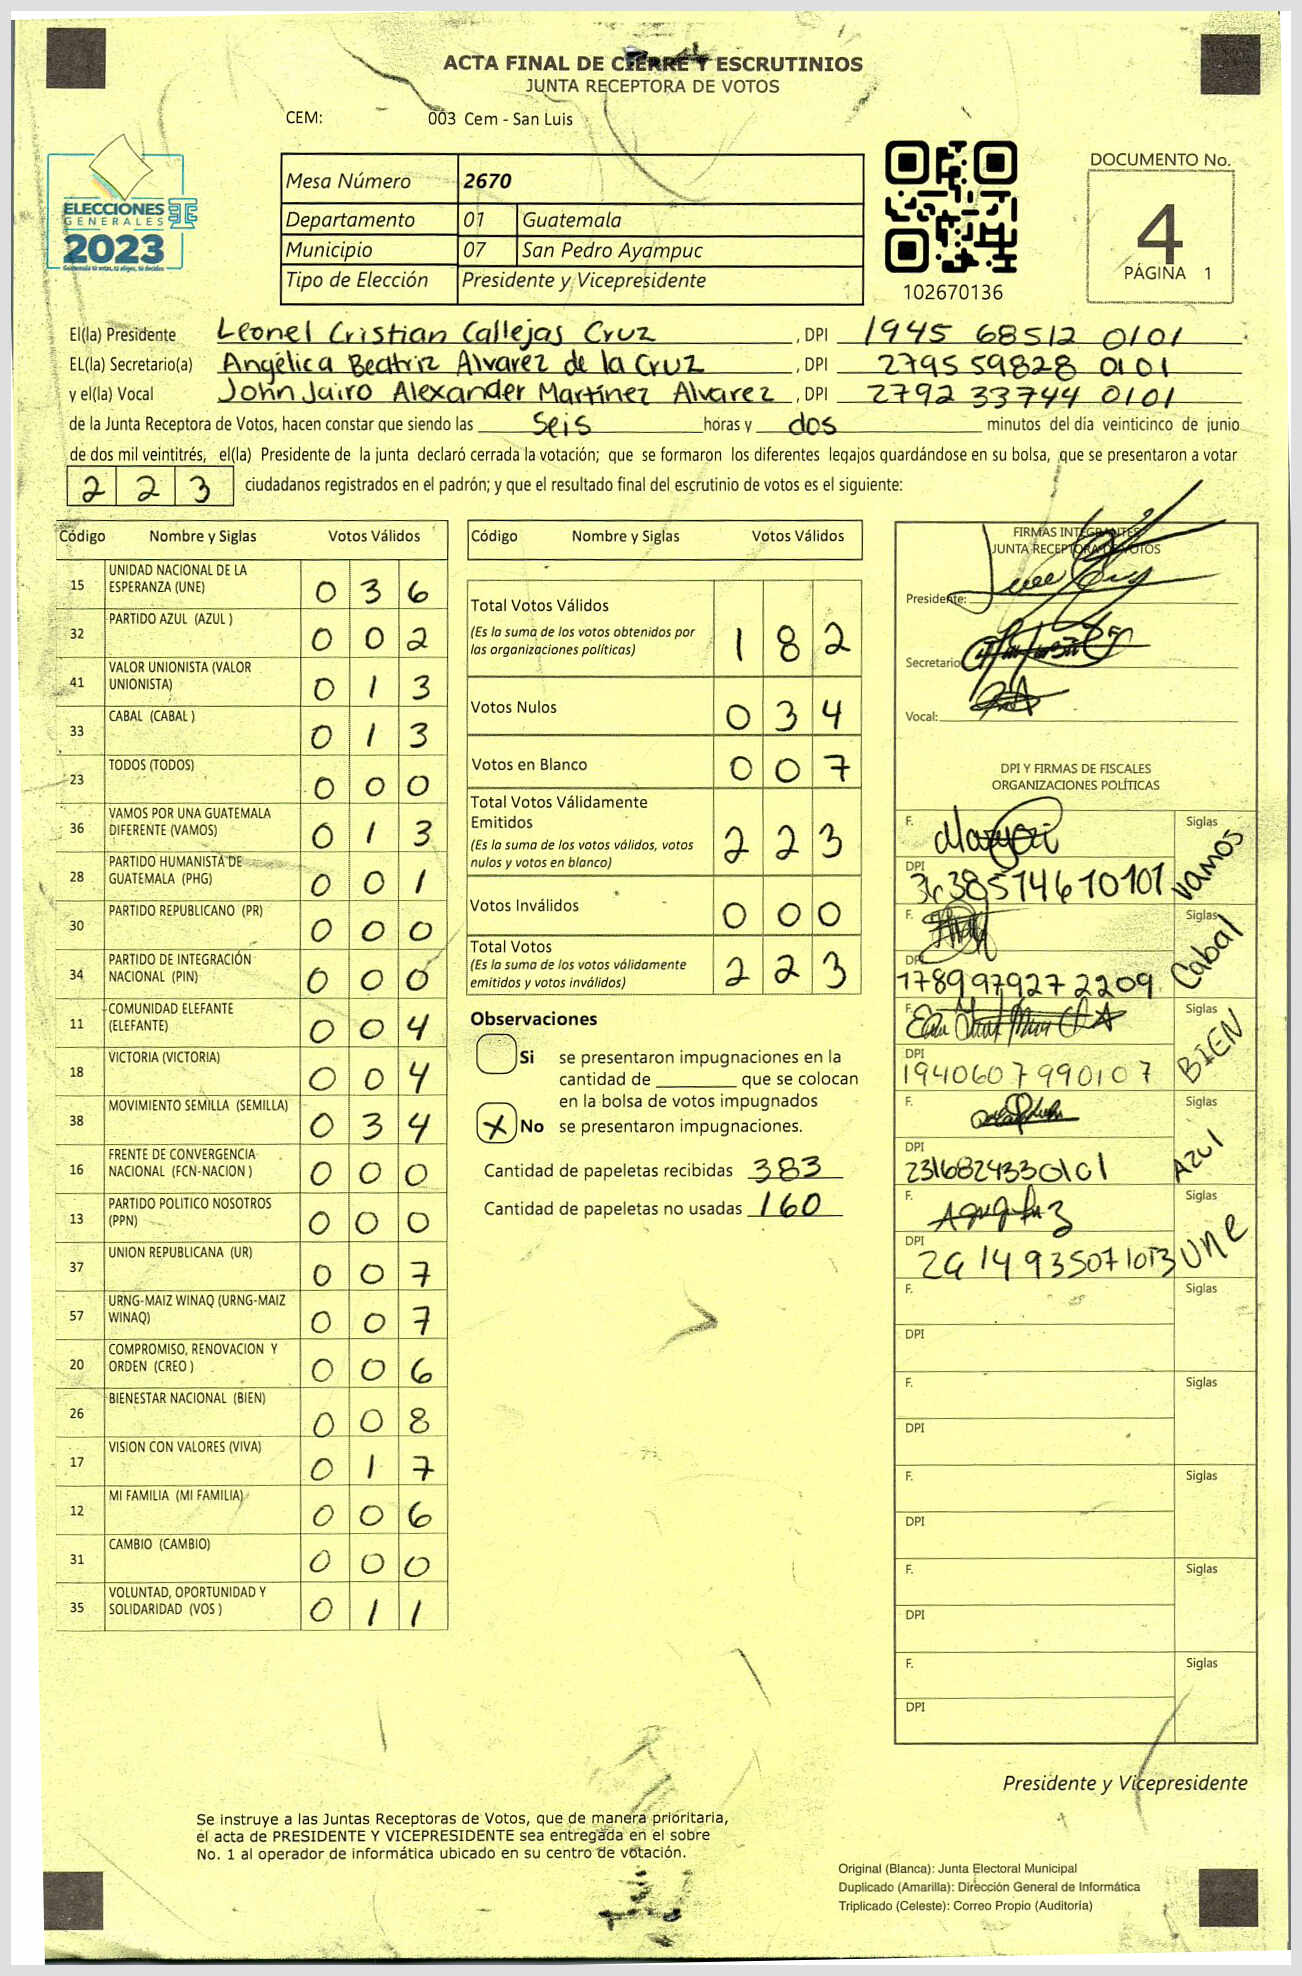 ACTA FINAL DE CIERRE Y ESCRUTINIOS
JUNTA RECEPTORA DE VOTOS
CEM: 003 Cem - San Luis
ELECCIONES
GENERALES
2023
Guatemala tú votas, tú eliges, tú decides
Mesa Número 2670
Departamento 01 Guatemala
Municipio 07 San Pedro Ayampuc
Tipo de Elección Presidente y Vicepresidente
102670136
DOCUMENTO No.
4
PÁGINA 1
El(la) Presidente Leonel Cristian Callejas Cruz , DPI 1945 68512 0101
EL(la) Secretario(a) Angélica Beatriz Alvarez de la Cruz , DPI 2795 59828 0101
y el(la) Vocal John Jairo Alexander Martínez Alvarez , DPI 2792 33744 0101
de la Junta Receptora de Votos, hacen constar que siendo las seis horas y dos minutos del día veinticinco de junio
de dos mil veintitrés, el(la) Presidente de la junta declaró cerrada la votación; que se formaron los diferentes legajos guardándose en su bolsa, que se presentaron a votar
2 2 3 ciudadanos registrados en el padrón; y que el resultado final del escrutinio de votos es el siguiente:
Código Nombre y Siglas Votos Válidos
15 UNIDAD NACIONAL DE LA
ESPERANZA (UNE) 0 3 6
32 PARTIDO AZUL (AZUL ) 0 0 2
41 VALOR UNIONISTA (VALOR
UNIONISTA) 0 1 3
33 CABAL (CABAL ) 0 1 3
23 TODOS (TODOS) 0 0 0
36 VAMOS POR UNA GUATEMALA
DIFERENTE (VAMOS) 0 1 3
28 PARTIDO HUMANISTA DE
GUATEMALA (PHG) 0 0 1
30 PARTIDO REPUBLICANO (PR) 0 0 0
34 PARTIDO DE INTEGRACIÓN
NACIONAL (PIN) 0 0 0
11 COMUNIDAD ELEFANTE
(ELEFANTE) 0 0 4
18 VICTORIA (VICTORIA) 0 0 4
38 MOVIMIENTO SEMILLA (SEMILLA) 0 3 4
16 FRENTE DE CONVERGENCIA
NACIONAL (FCN-NACION ) 0 0 0
13 PARTIDO POLITICO NOSOTROS
(PPN) 0 0 0
37 UNION REPUBLICANA (UR) 0 0 7
57 URNG-MAIZ WINAQ (URNG-MAIZ
WINAQ) 0 0 7
20 COMPROMISO, RENOVACION Y
ORDEN (CREO ) 0 0 6
26 BIENESTAR NACIONAL (BIEN) 0 0 8
17 VISION CON VALORES (VIVA) 0 1 7
12 MI FAMILIA (MI FAMILIA) 0 0 6
31 CAMBIO (CAMBIO) 0 0 0
35 VOLUNTAD, OPORTUNIDAD Y
SOLIDARIDAD (VOS ) 0 1 1
Código Nombre y Siglas Votos Válidos
Total Votos Válidos
(Es la suma de los votos obtenidos por
las organizaciones políticas) 1 8 2
Votos Nulos 0 3 4
Votos en Blanco 0 0 7
Total Votos Válidamente
Emitidos
(Es la suma de los votos válidos, votos
nulos y votos en blanco) 2 2 3
Votos Inválidos 0 0 0
Total Votos
(Es la suma de los votos válidamente
emitidos y votos inválidos) 2 2 3
Observaciones
Si se presentaron impugnaciones en la
cantidad de ________ que se colocan
en la bolsa de votos impugnados
X No se presentaron impugnaciones.
Cantidad de papeletas recibidas 383
Cantidad de papeletas no usadas 160
FIRMAS INTEGRANTES
JUNTA RECEPTORA DE VOTOS
Presidente:
Secretario
Vocal:
DPI Y FIRMAS DE FISCALES
ORGANIZACIONES POLÍTICAS
F. Siglas
DPI Vamos
F. Siglas
DPI 1789 97927 2209 Cabal
F. Siglas
DPI 1940607990107 BIEN
F. Siglas
DPI 2316824330101 Azul
F. Siglas
DPI une
F. Siglas
DPI
F. Siglas
DPI
F. Siglas
DPI
F. Siglas
DPI
F. Siglas
DPI
Presidente y Vicepresidente
Se instruye a las Juntas Receptoras de Votos, que de manera prioritaria,
el acta de PRESIDENTE Y VICEPRESIDENTE sea entregada en el sobre
No. 1 al operador de informática ubicado en su centro de votación.
Original (Blanca): Junta Electoral Municipal
Duplicado (Amarilla): Dirección General de Informática
Triplicado (Celeste): Correo Propio (Auditoría)